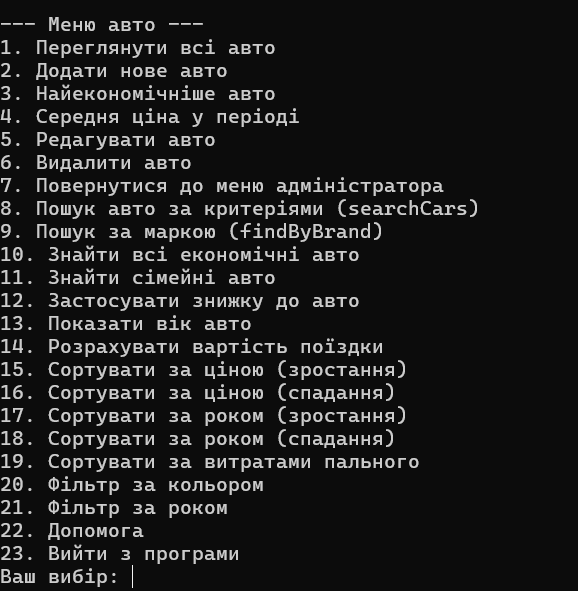 --- Меню авто ---
1. Переглянути всі авто
2. Додати нове авто
3. Найекономічніше авто
4. Середня ціна у періоді
5. Редагувати авто
6. Видалити авто
7. Повернутися до меню адміністратора
8. Пошук авто за критеріями (searchCars)
9. Пошук за маркою (findByBrand)
10. Знайти всі економічні авто
11. Знайти сімейні авто
12. Застосувати знижку до авто
13. Показати вік авто
14. Розрахувати вартість поїздки
15. Сортувати за ціною (зростання)
16. Сортувати за ціною (спадання)
17. Сортувати за роком (зростання)
18. Сортувати за роком (спадання)
19. Сортувати за витратами пального
20. Фільтр за кольором
21. Фільтр за роком
22. Допомога
23. Вийти з програми
Ваш вибір: